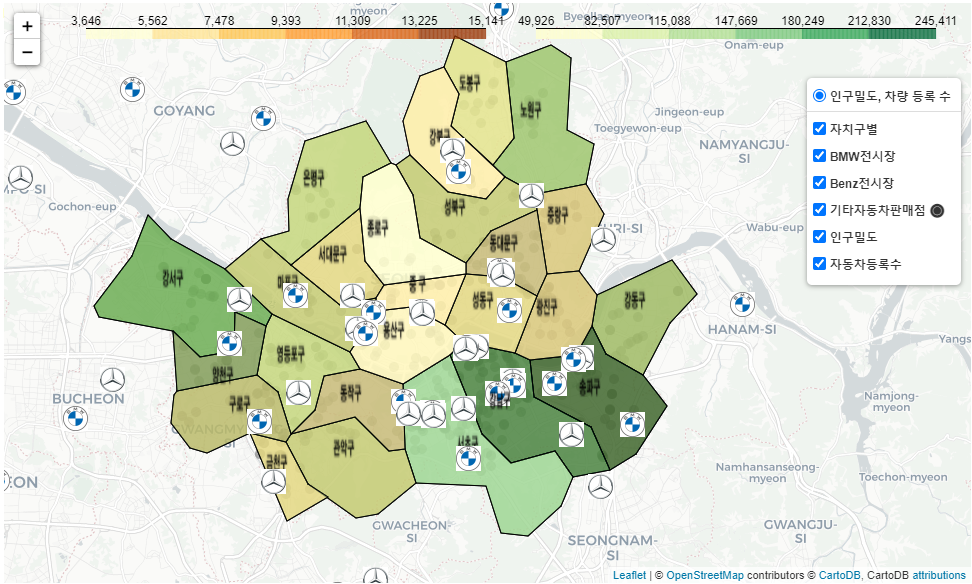 +
−
myeon
Byeollae-myeon
3,646 5,562 7,478 9,393 11,309 13,225 15,141
49,926 82,507 115,088 147,669 180,249 212,830 245,411
Onam-eup
인구밀도, 차량 등록 수
자치구별
BMW전시장
Benz전시장
기타자동차판매점
인구밀도
자동차등록수
GOYANG
Jingeon-eup
Toegyewon-eup
NAMYANGJU-
SI
도봉구
노원구
강북구
은평구
성북구
종로구
중랑구
동대문구
서대문구
URI-SI
Wabu-eup
SI
Gochon-eup
강서구
마포구
중구
성동구
광진구
강동구
용산구
HANAM-SI
Yangs
영등포구
양천구
동작구
송파구
구로구
BUCHEON
Namjong-
myeon
관악구
서초구
금천구
EON
Namhansanseong-
myeon
Toechon-myeon
GWACHEON-
SI
SEONGNAM-
SI
GWANGJU-
SI
Leaflet | © OpenStreetMap contributors © CartoDB, CartoDB attributions